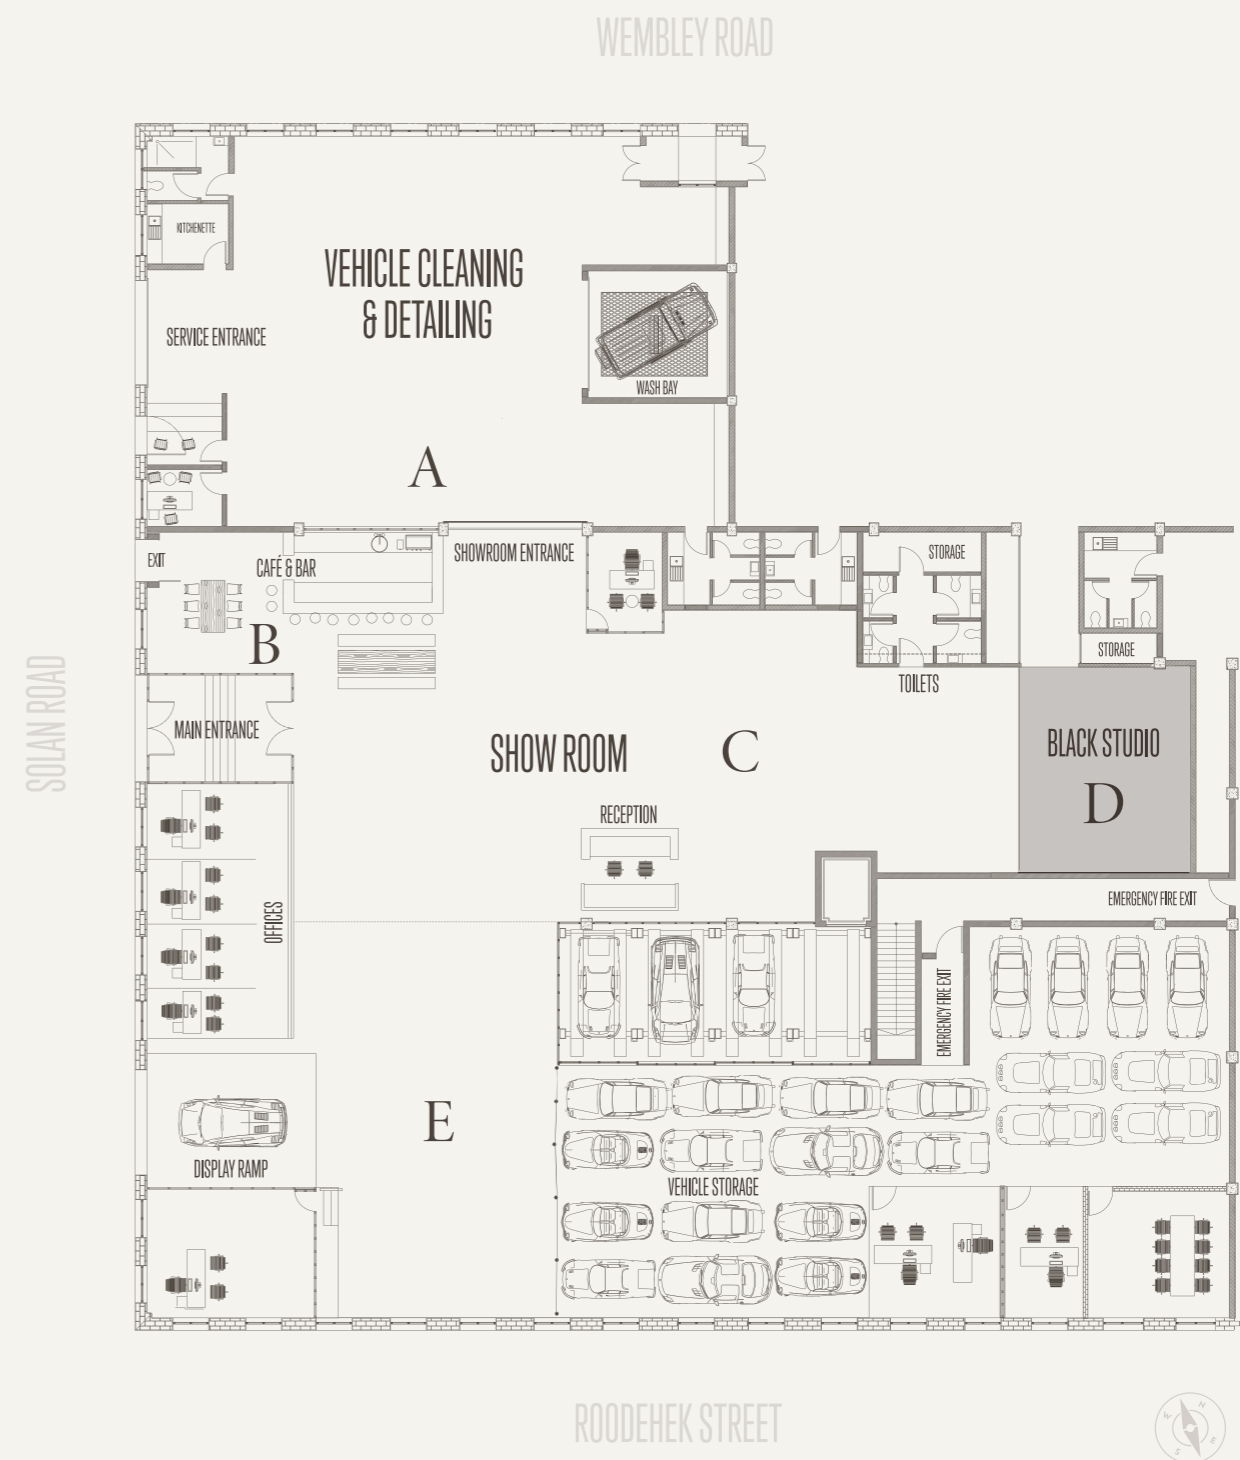 WEMBLEY ROAD
KITCHENETTE
VEHICLE CLEANING
& DETAILING
SERVICE ENTRANCE
WASH BAY
A
EXIT
CAFÉ & BAR
SHOWROOM ENTRANCE
STORAGE
B
STORAGE
TOILETS
SOLAN ROAD
MAIN ENTRANCE
SHOW ROOM
C
BLACK STUDIO
D
RECEPTION
OFFICES
EMERGENCY FIRE EXIT
EMERGENCY FIRE EXIT
E
DISPLAY RAMP
VEHICLE STORAGE
ROODEHEK STREET
N
W
E
S